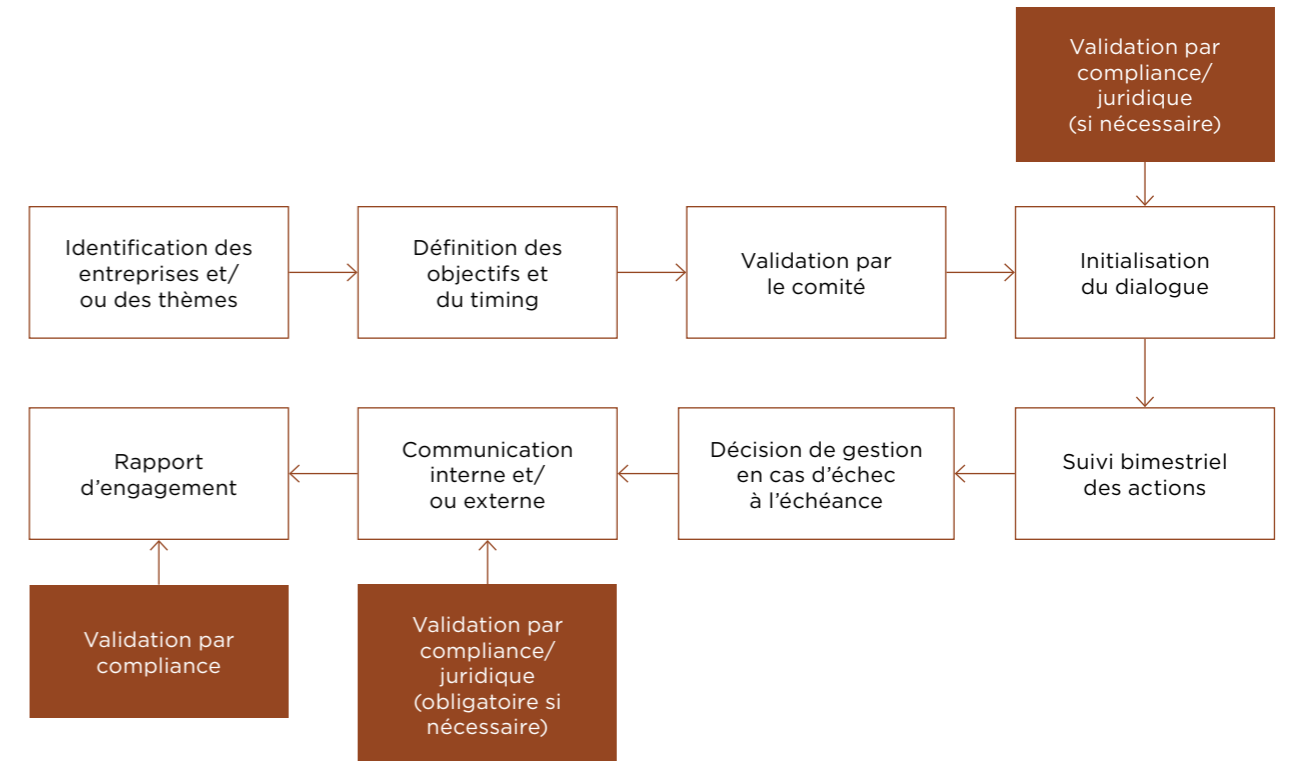 Validation par
compliance/
juridique
(si nécessaire)
Identification des
entreprises et/
ou des thèmes
Définition des
objectifs et
du timing
Validation par
le comité
Initialisation
du dialogue
Rapport
d’engagement
Communication
interne et/
ou externe
Décision de gestion
en cas d’échec
à l’échéance
Suivi bimestriel
des actions
Validation par
compliance
Validation par
compliance/
juridique
(obligatoire si
nécessaire)